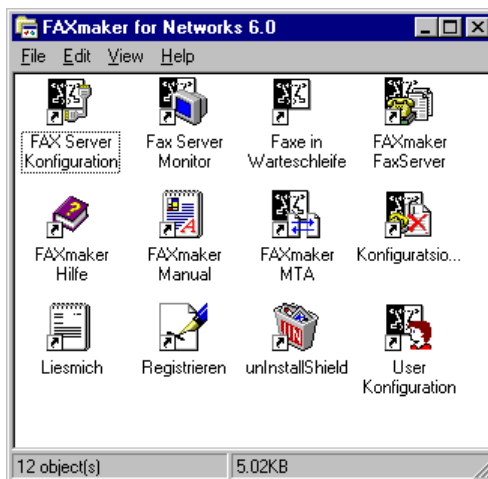 FAXmaker for Networks 6.0
File Edit View Help
FAX Server Konfiguration
Fax Server Monitor
Faxe in Warteschleife
FAXmaker FaxServer
FAXmaker Hilfe
FAXmaker Manual
FAXmaker MTA
Konfiguratsio...
Liesmich
Registrieren
unInstallShield
User Konfiguration
12 object(s) 5.02KB